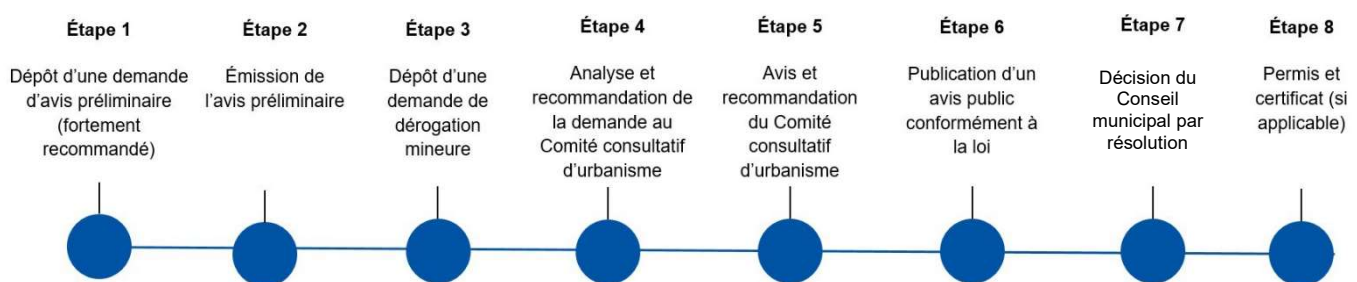 Étape 1
Dépôt d’une demande
d’avis préliminaire
(fortement
recommandé)
Étape 2
Émission de
l’avis préliminaire
Étape 3
Dépôt d’une
demande de
dérogation
mineure
Étape 4
Analyse et
recommandation de
la demande au
Comité consultatif
d’urbanisme
Étape 5
Avis et
recommandation
du Comité
consultatif
d’urbanisme
Étape 6
Publication d’un
avis public
conformément à
la loi
Étape 7
Décision du
Conseil
municipal par
résolution
Étape 8
Permis et
certificat (si
applicable)